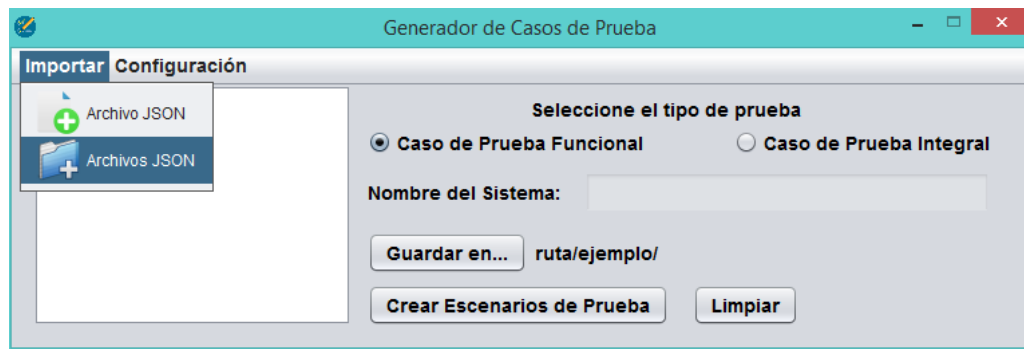 Generador de Casos de Prueba
Importar Configuración
Archivo JSON
Archivos JSON
Seleccione el tipo de prueba
Caso de Prueba Funcional Caso de Prueba Integral
Nombre del Sistema:
Guardar en... ruta/ejemplo/
Crear Escenarios de Prueba Limpiar